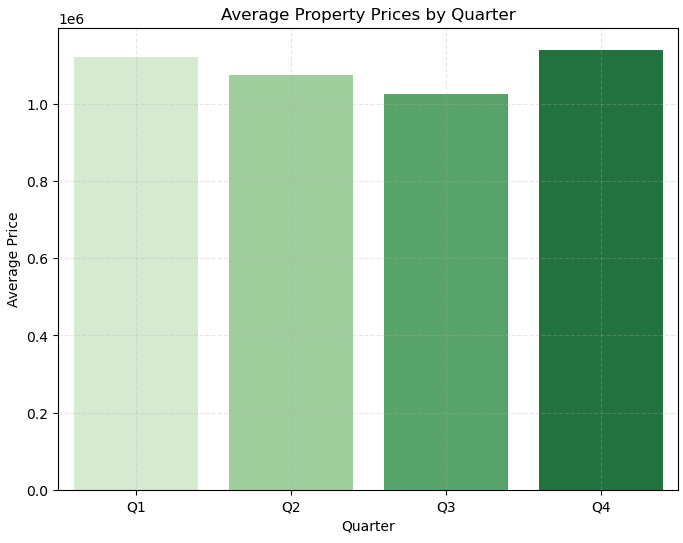 Average Property Prices by Quarter
1e6
1.0
0.8
0.6
0.4
0.2
0.0
Average Price
Q1 Q2 Q3 Q4
Quarter